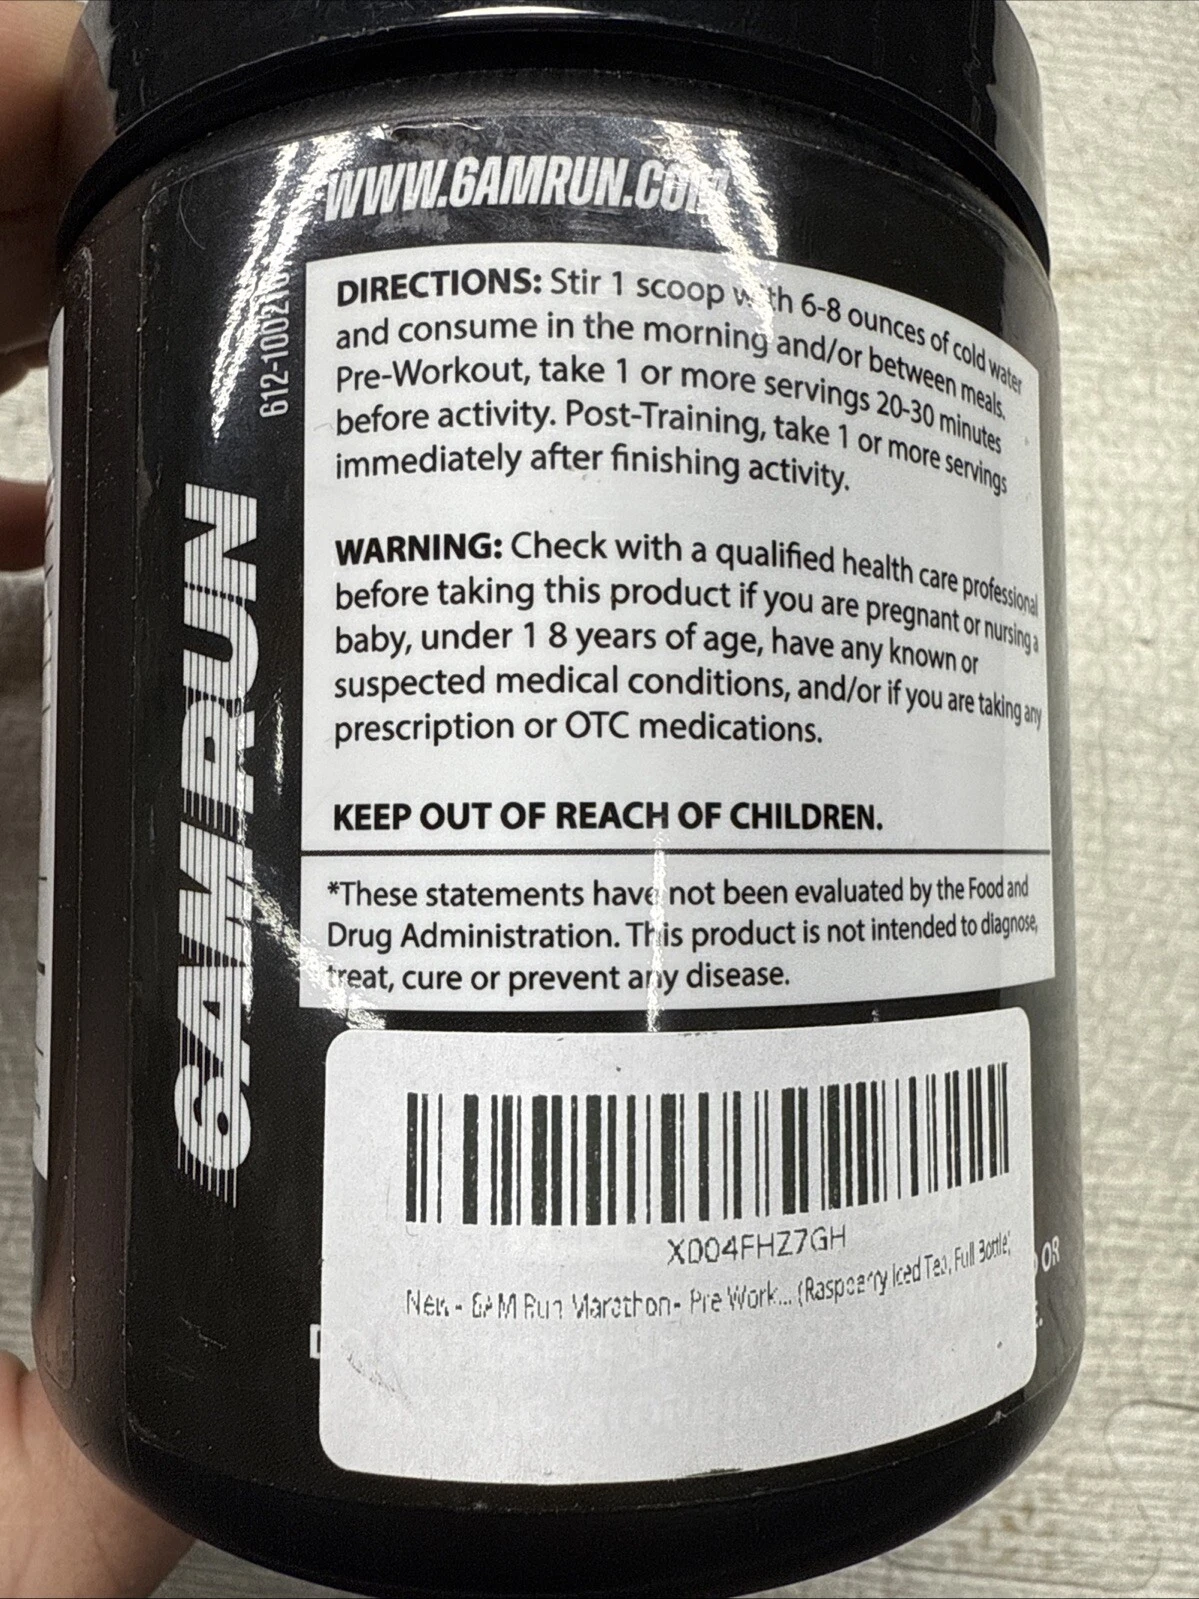 WWW.6AMRUN.COM
DIRECTIONS: Stir 1 scoop with 6-8 ounces of cold water
and consume in the morning and/or between meals.
Pre-Workout, take 1 or more servings 20-30 minutes
before activity. Post-Training, take 1 or more servings
immediately after finishing activity.
WARNING: Check with a qualified health care professional
before taking this product if you are pregnant or nursing a
baby, under 1 8 years of age, have any known or
suspected medical conditions, and/or if you are taking any
prescription or OTC medications.
KEEP OUT OF REACH OF CHILDREN.
*These statements have not been evaluated by the Food and
Drug Administration. This product is not intended to diagnose,
treat, cure or prevent any disease.
6AMRUN
X004FHZ7GH
New - 6AM Run Marathon- Pre Work... (Raspberry Iced Tea, Full Bottle)
OR